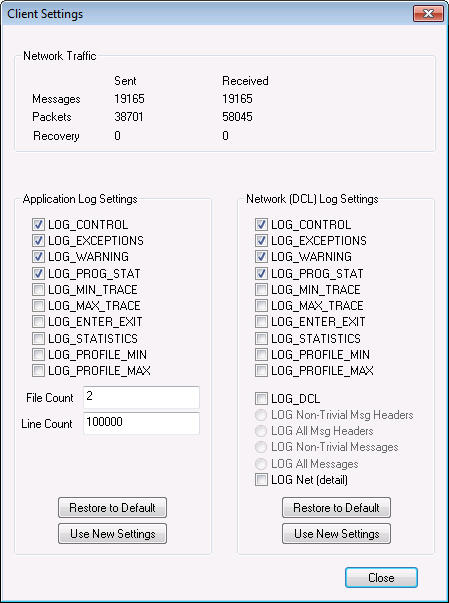 Client Settings
Network Traffic
Sent Received
Messages 19165 19165
Packets 38701 58045
Recovery 0 0
Application Log Settings
LOG_CONTROL
LOG_EXCEPTIONS
LOG_WARNING
LOG_PROG_STAT
LOG_MIN_TRACE
LOG_MAX_TRACE
LOG_ENTER_EXIT
LOG_STATISTICS
LOG_PROFILE_MIN
LOG_PROFILE_MAX
File Count 2
Line Count 100000
Restore to Default
Use New Settings
Network (DCL) Log Settings
LOG_CONTROL
LOG_EXCEPTIONS
LOG_WARNING
LOG_PROG_STAT
LOG_MIN_TRACE
LOG_MAX_TRACE
LOG_ENTER_EXIT
LOG_STATISTICS
LOG_PROFILE_MIN
LOG_PROFILE_MAX
LOG_DCL
LOG Non-Trivial Msg Headers
LOG All Msg Headers
LOG Non-Trivial Messages
LOG All Messages
LOG Net (detail)
Restore to Default
Use New Settings
Close